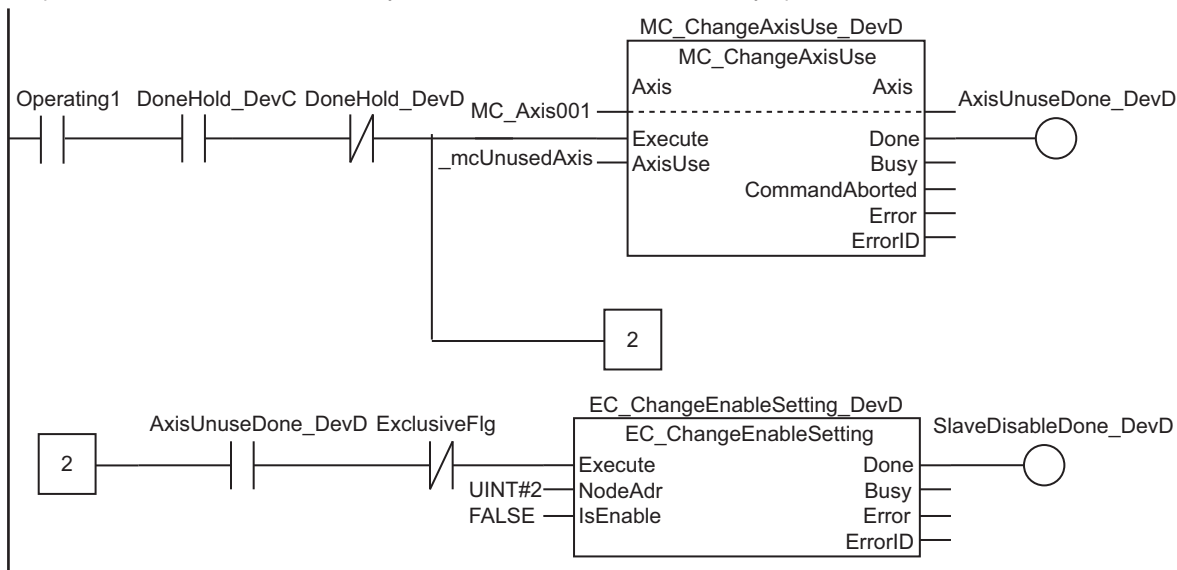 MC_ChangeAxisUse_DevD
MC_ChangeAxisUse
Operating1 DoneHold_DevC DoneHold_DevD
MC_Axis001
Axis Axis
AxisUnuseDone_DevD
Execute Done
_mcUnusedAxis
AxisUse Busy
CommandAborted
Error
ErrorID
2
EC_ChangeEnableSetting_DevD
EC_ChangeEnableSetting
2
AxisUnuseDone_DevD ExclusiveFlg
SlaveDisableDone_DevD
Execute Done
UINT#2 NodeAdr Busy
FALSE IsEnable Error
ErrorID